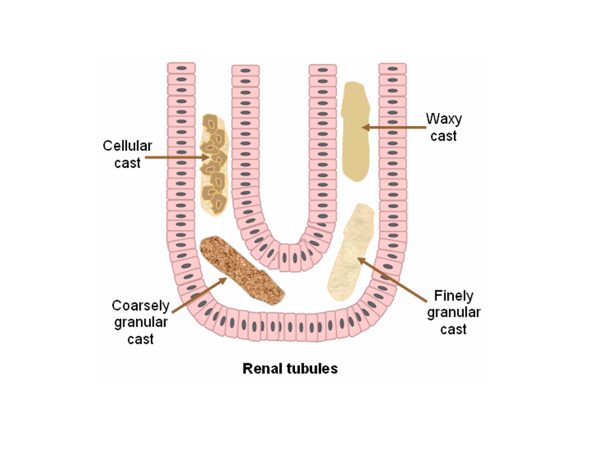 Cellular
cast
Waxy
cast
Coarsely
granular
cast
Finely
granular
cast
Renal tubules